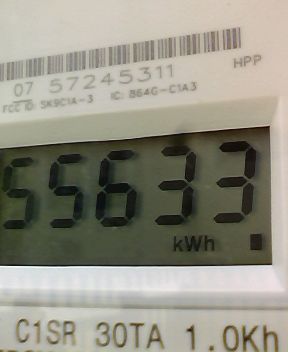 07 57245311
HPP
FCC ID: SK9C1A-3 IC: 864G-C1A3
55633
kWh
C1SR 30TA 1.0Kh